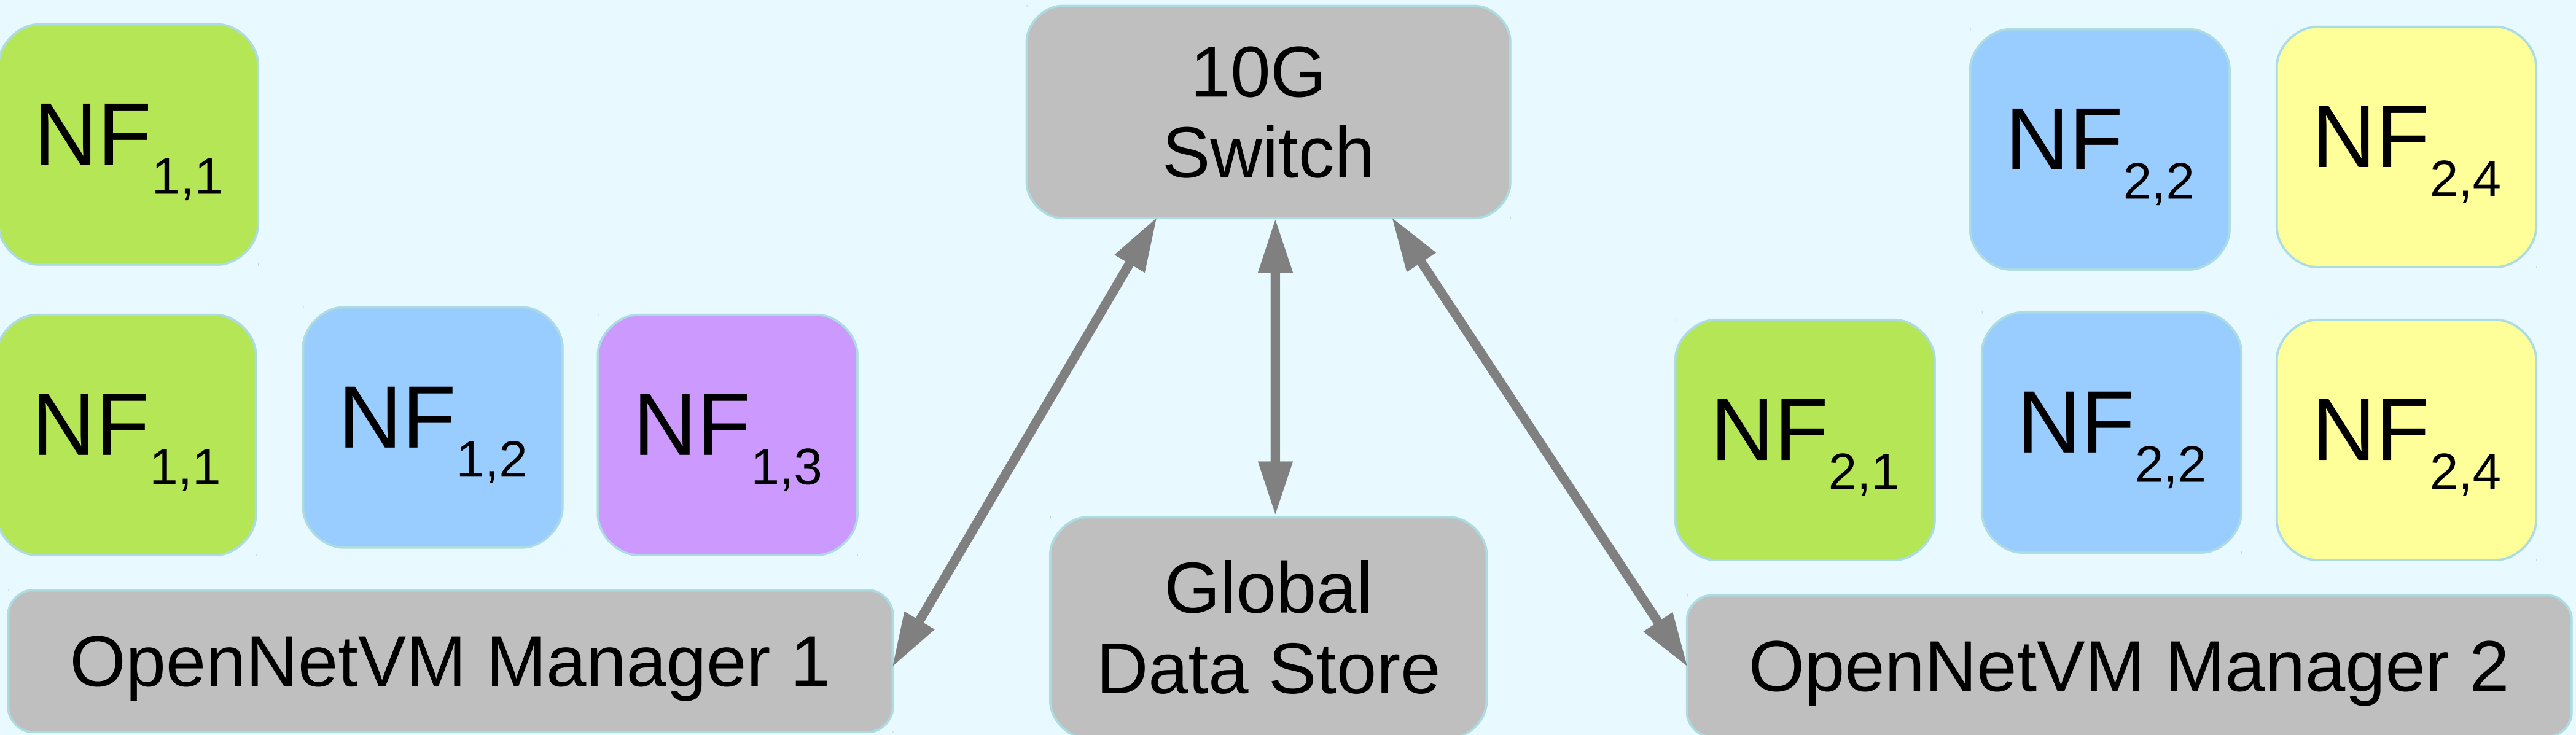 NF1,1
10G
Switch
NF2,2
NF2,4
NF1,1
NF1,2
NF1,3
NF2,1
NF2,2
NF2,4
Global
Data Store
OpenNetVM Manager 1
OpenNetVM Manager 2